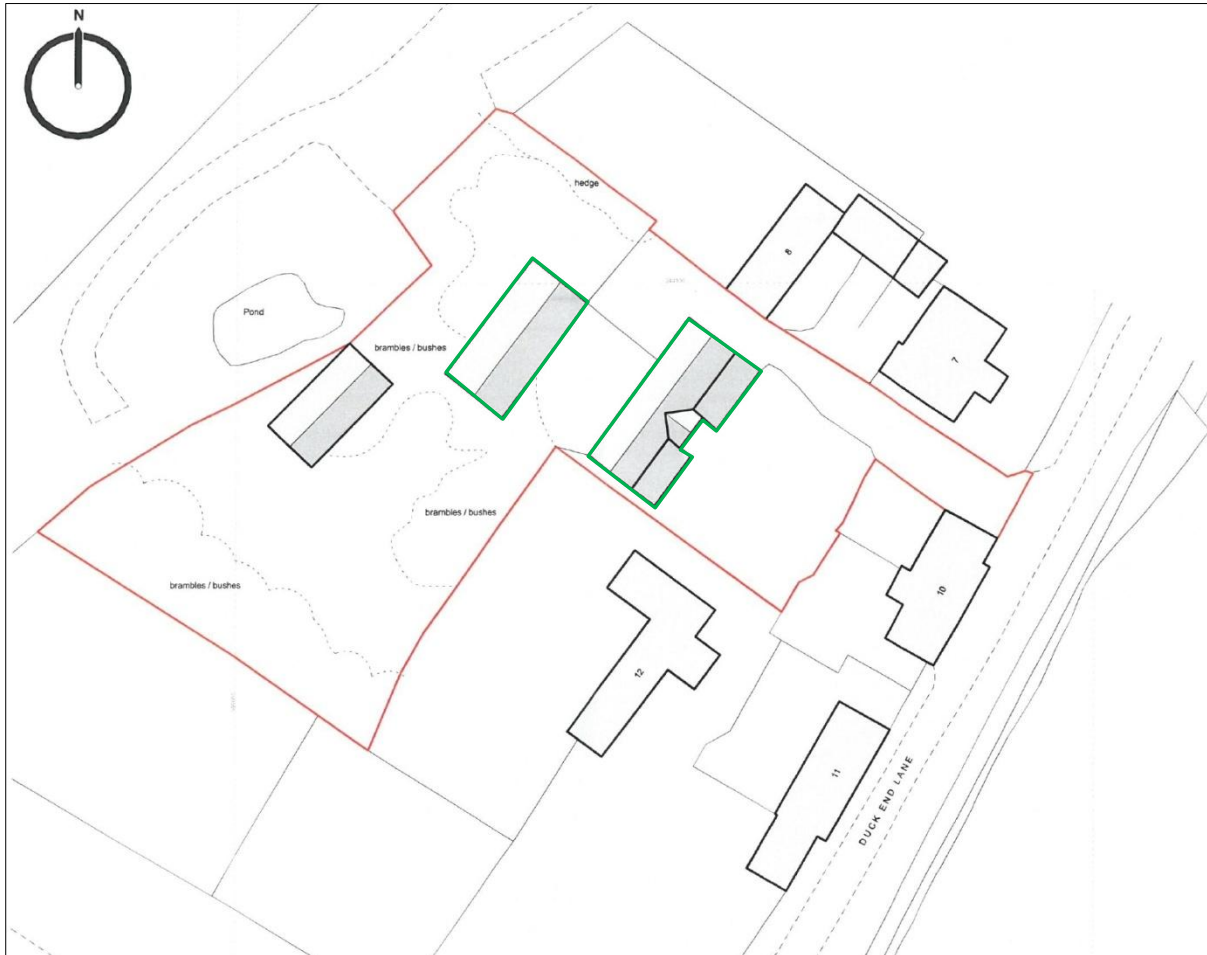 N
hedge
8
7
Pond
brambles / bushes
brambles / bushes
brambles / bushes
10
12
11
DUCK END LANE